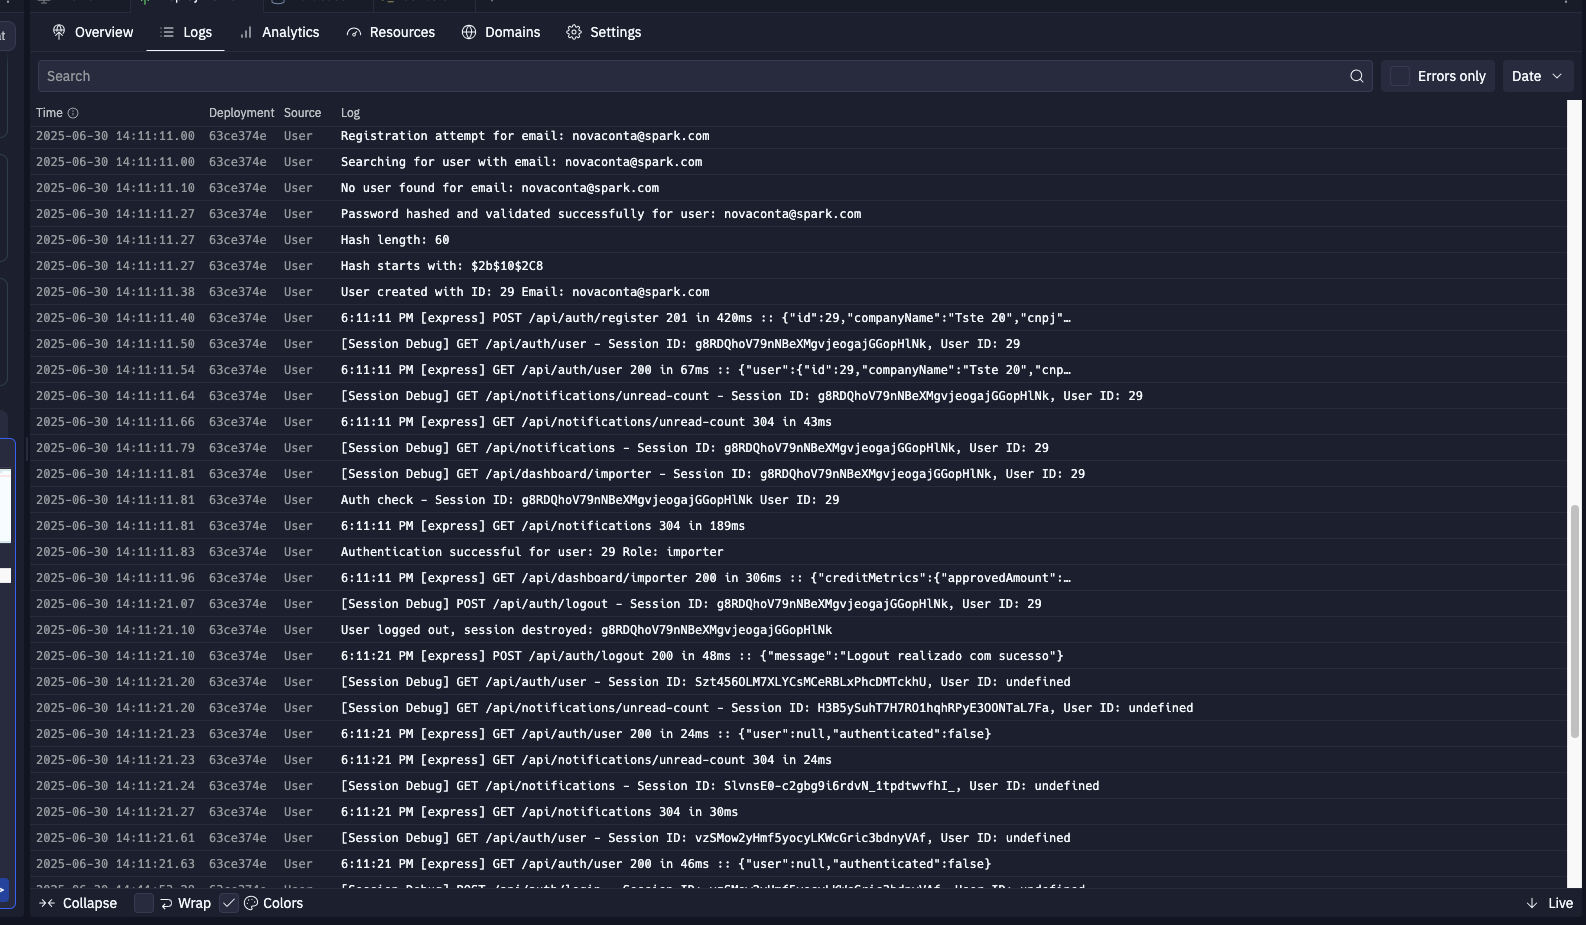 Overview Logs Analytics Resources Domains Settings
Search Errors only Date
Time Deployment Source Log
2025-06-30 14:11:11.00 63ce374e User Registration attempt for email: novaconta@spark.com
2025-06-30 14:11:11.00 63ce374e User Searching for user with email: novaconta@spark.com
2025-06-30 14:11:11.10 63ce374e User No user found for email: novaconta@spark.com
2025-06-30 14:11:11.27 63ce374e User Password hashed and validated successfully for user: novaconta@spark.com
2025-06-30 14:11:11.27 63ce374e User Hash length: 60
2025-06-30 14:11:11.27 63ce374e User Hash starts with: $2b$10$2C8
2025-06-30 14:11:11.38 63ce374e User User created with ID: 29 Email: novaconta@spark.com
2025-06-30 14:11:11.40 63ce374e User 6:11:11 PM [express] POST /api/auth/register 201 in 420ms :: {"id":29,"companyName":"Tste 20","cnpj"…
2025-06-30 14:11:11.50 63ce374e User [Session Debug] GET /api/auth/user - Session ID: g8RDQhoV79nNBeXMgvjeogajGGopHlNk, User ID: 29
2025-06-30 14:11:11.54 63ce374e User 6:11:11 PM [express] GET /api/auth/user 200 in 67ms :: {"user":{"id":29,"companyName":"Tste 20","cnp…
2025-06-30 14:11:11.64 63ce374e User [Session Debug] GET /api/notifications/unread-count - Session ID: g8RDQhoV79nNBeXMgvjeogajGGopHlNk, User ID: 29
2025-06-30 14:11:11.66 63ce374e User 6:11:11 PM [express] GET /api/notifications/unread-count 304 in 43ms
2025-06-30 14:11:11.79 63ce374e User [Session Debug] GET /api/notifications - Session ID: g8RDQhoV79nNBeXMgvjeogajGGopHlNk, User ID: 29
2025-06-30 14:11:11.81 63ce374e User [Session Debug] GET /api/dashboard/importer - Session ID: g8RDQhoV79nNBeXMgvjeogajGGopHlNk, User ID: 29
2025-06-30 14:11:11.81 63ce374e User Auth check - Session ID: g8RDQhoV79nNBeXMgvjeogajGGopHlNk User ID: 29
2025-06-30 14:11:11.81 63ce374e User 6:11:11 PM [express] GET /api/notifications 304 in 189ms
2025-06-30 14:11:11.83 63ce374e User Authentication successful for user: 29 Role: importer
2025-06-30 14:11:11.96 63ce374e User 6:11:11 PM [express] GET /api/dashboard/importer 200 in 306ms :: {"creditMetrics":{"approvedAmount":…
2025-06-30 14:11:21.07 63ce374e User [Session Debug] POST /api/auth/logout - Session ID: g8RDQhoV79nNBeXMgvjeogajGGopHlNk, User ID: 29
2025-06-30 14:11:21.10 63ce374e User User logged out, session destroyed: g8RDQhoV79nNBeXMgvjeogajGGopHlNk
2025-06-30 14:11:21.10 63ce374e User 6:11:21 PM [express] POST /api/auth/logout 200 in 48ms :: {"message":"Logout realizado com sucesso"}
2025-06-30 14:11:21.20 63ce374e User [Session Debug] GET /api/auth/user - Session ID: Szt456OLM7XLYCsMCeRBLxPhcDMTckhU, User ID: undefined
2025-06-30 14:11:21.20 63ce374e User [Session Debug] GET /api/notifications/unread-count - Session ID: H3B5ySuhT7H7RO1hqhRPyE3OONTaL7Fa, User ID: undefined
2025-06-30 14:11:21.23 63ce374e User 6:11:21 PM [express] GET /api/auth/user 200 in 24ms :: {"user":null,"authenticated":false}
2025-06-30 14:11:21.23 63ce374e User 6:11:21 PM [express] GET /api/notifications/unread-count 304 in 24ms
2025-06-30 14:11:21.24 63ce374e User [Session Debug] GET /api/notifications - Session ID: SlvnsE0-c2gbg9i6rdvN_1tpdtwvfhI_, User ID: undefined
2025-06-30 14:11:21.27 63ce374e User 6:11:21 PM [express] GET /api/notifications 304 in 30ms
2025-06-30 14:11:21.61 63ce374e User [Session Debug] GET /api/auth/user - Session ID: vzSMow2yHmf5yocyLKWcGric3bdnyVAf, User ID: undefined
2025-06-30 14:11:21.63 63ce374e User 6:11:21 PM [express] GET /api/auth/user 200 in 46ms :: {"user":null,"authenticated":false}
Collapse Wrap Colors Live